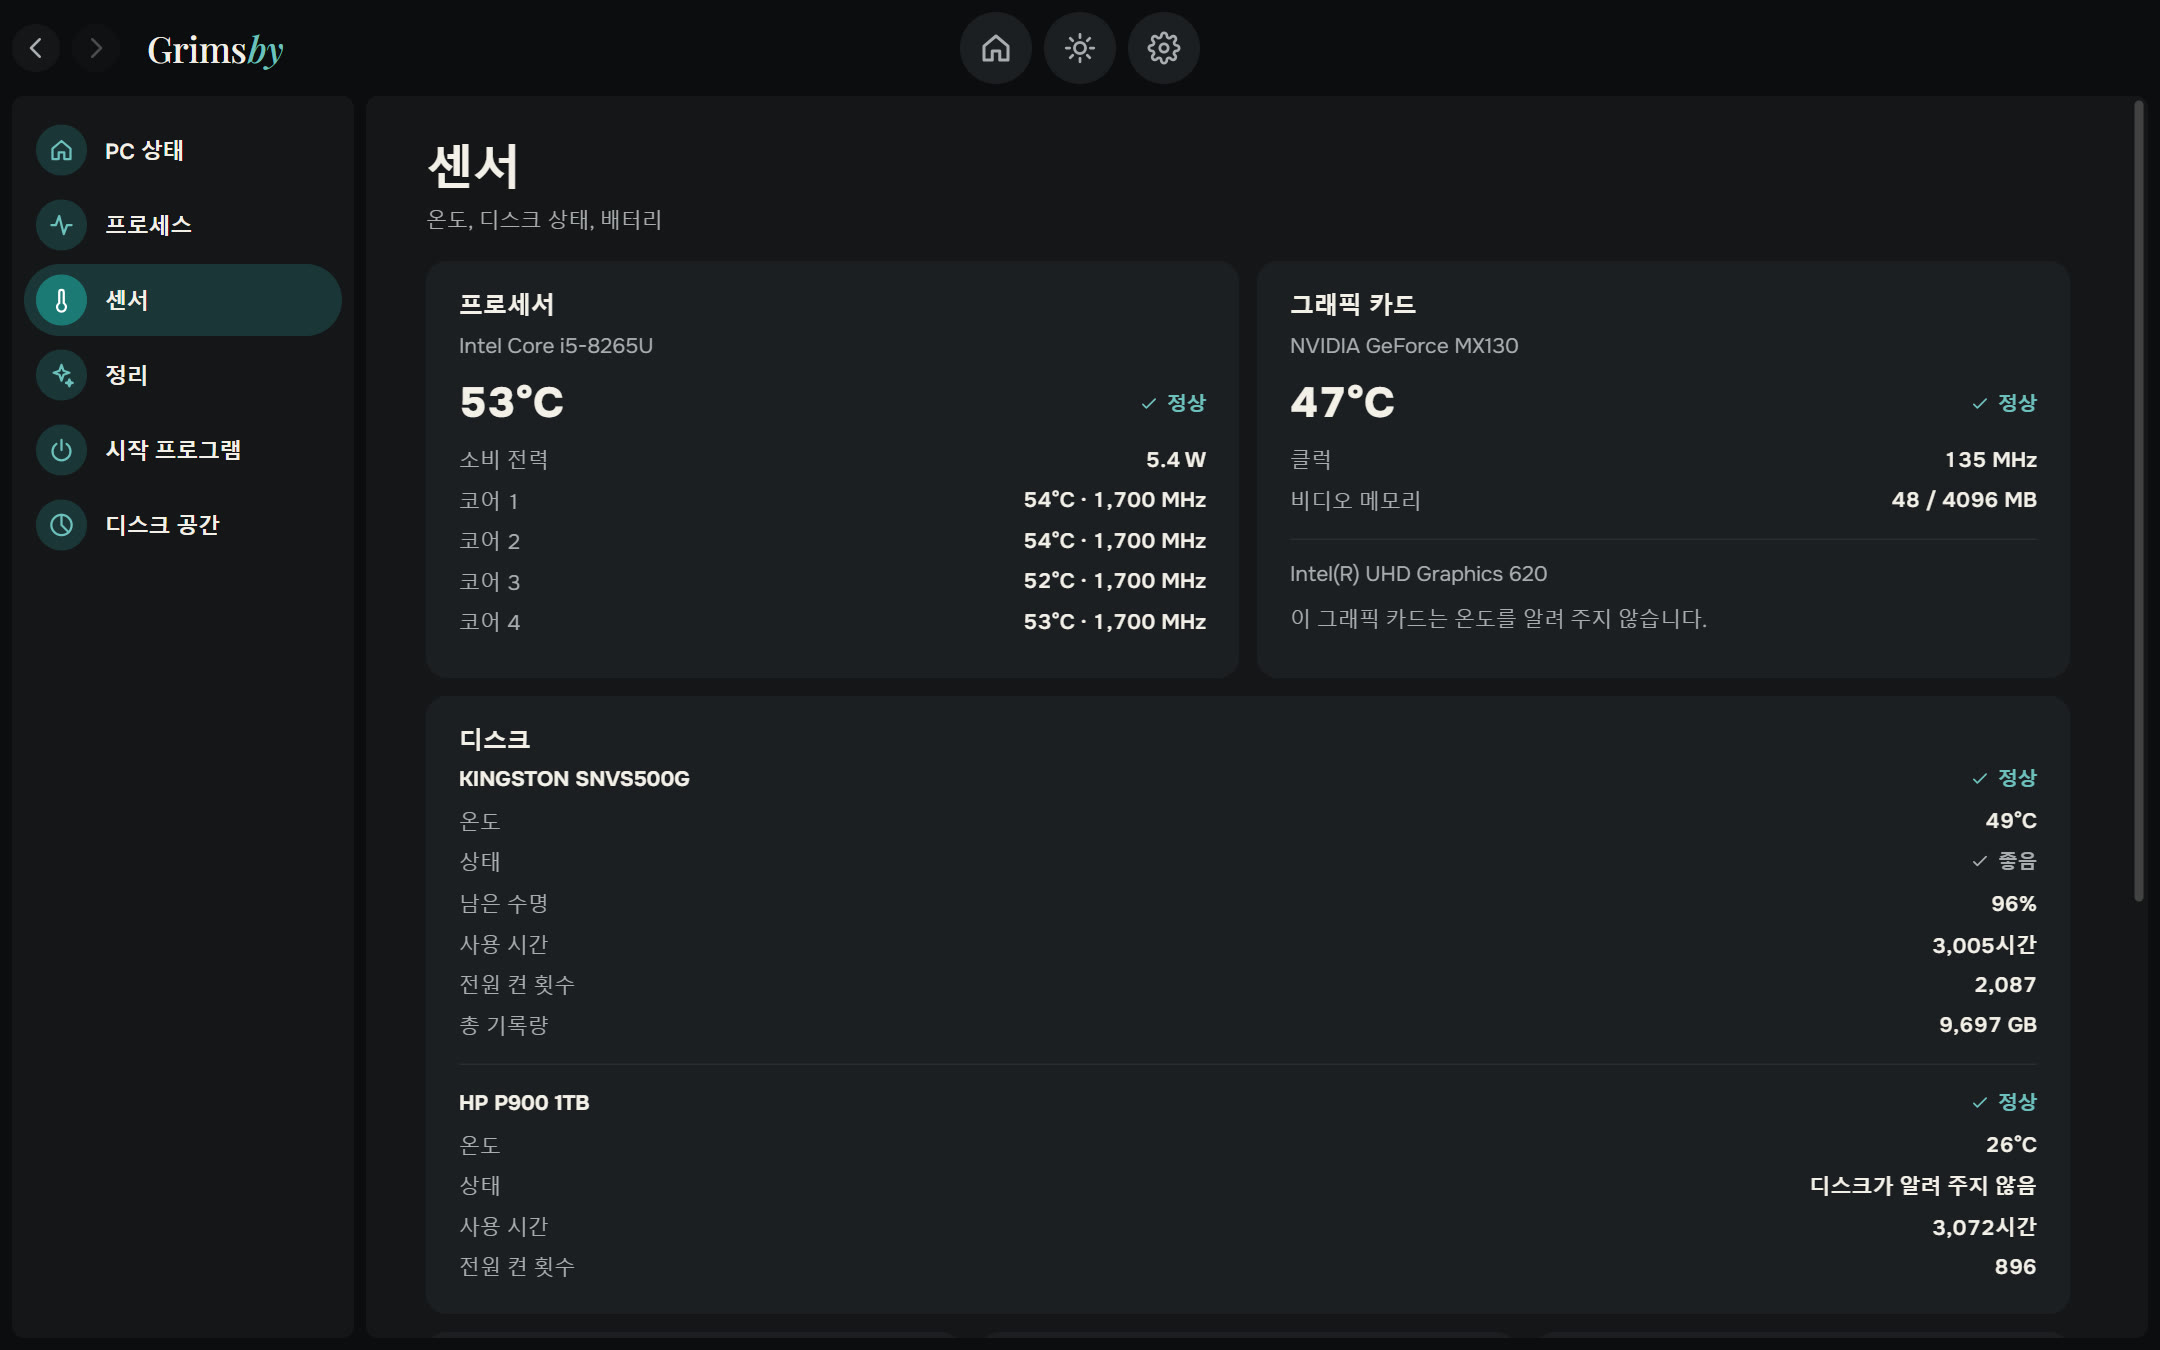 Grimsby
PC 상태
프로세스
센서
정리
시작 프로그램
디스크 공간
센서
온도, 디스크 상태, 배터리
프로세서
Intel Core i5-8265U
53°C
정상
소비 전력
5.4 W
코어 1
54°C · 1,700 MHz
코어 2
54°C · 1,700 MHz
코어 3
52°C · 1,700 MHz
코어 4
53°C · 1,700 MHz
그래픽 카드
NVIDIA GeForce MX130
47°C
정상
클럭
135 MHz
비디오 메모리
48 / 4096 MB
Intel(R) UHD Graphics 620
이 그래픽 카드는 온도를 알려 주지 않습니다.
디스크
KINGSTON SNVS500G
정상
온도
49°C
상태
좋음
남은 수명
96%
사용 시간
3,005시간
전원 켠 횟수
2,087
총 기록량
9,697 GB
HP P900 1TB
정상
온도
26°C
상태
디스크가 알려 주지 않음
사용 시간
3,072시간
전원 켠 횟수
896